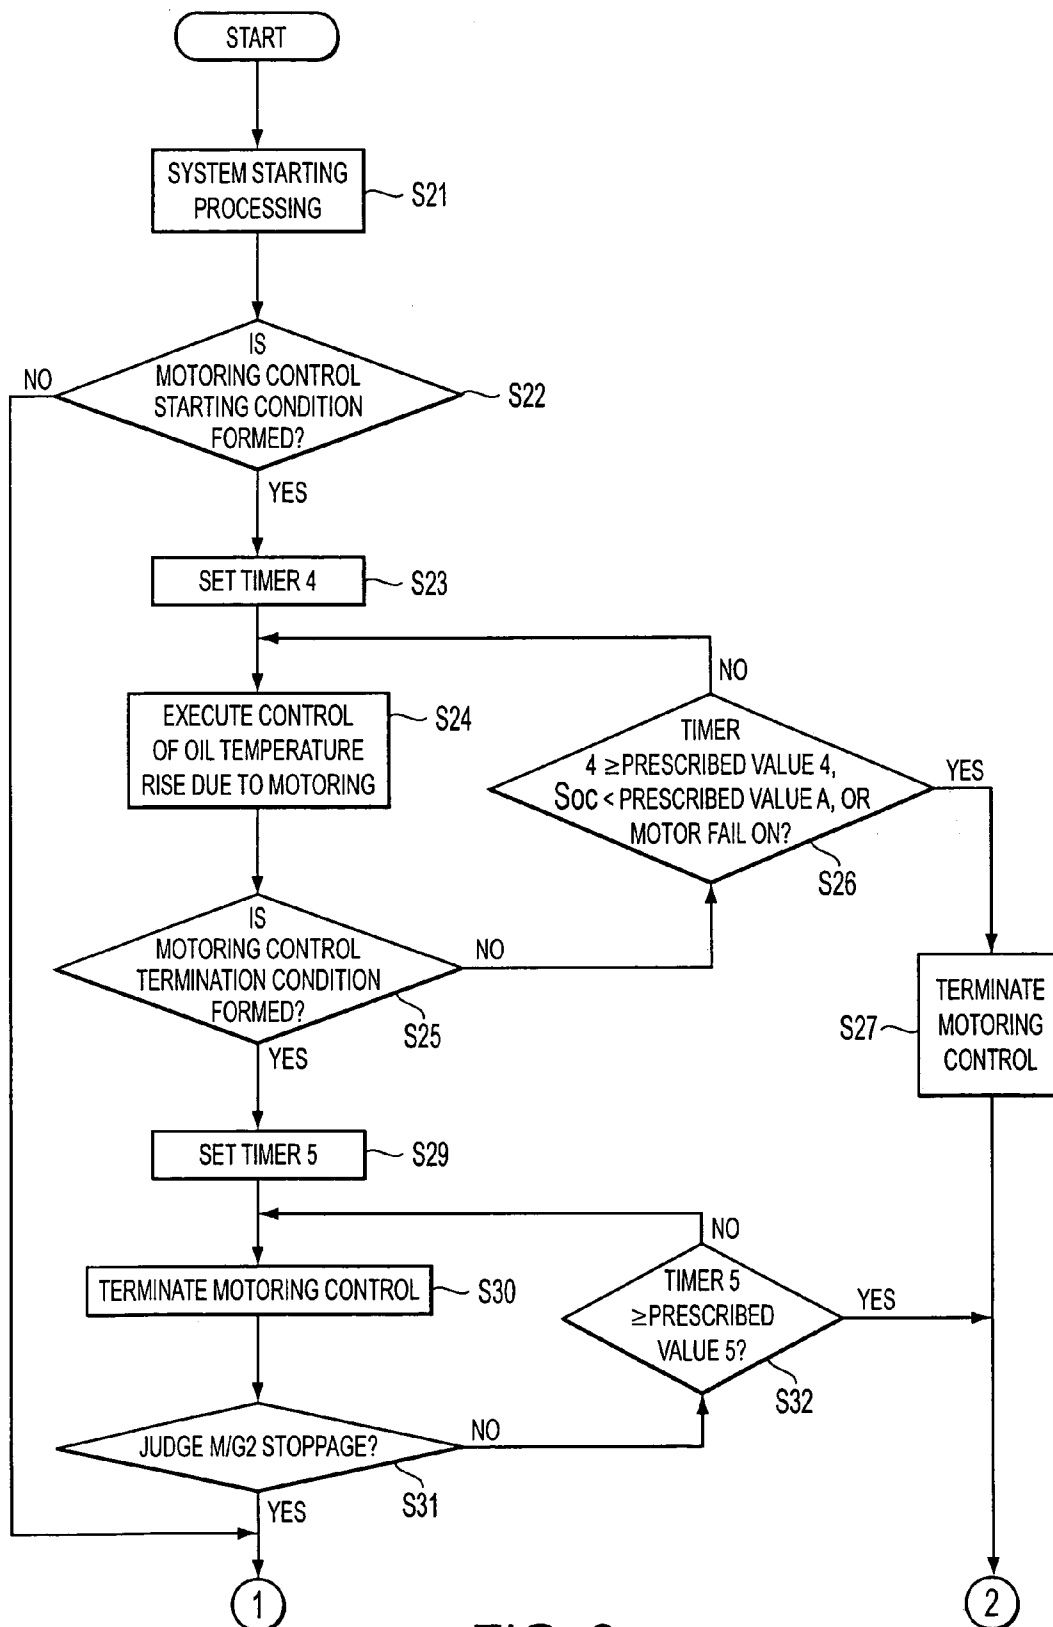 START
SYSTEM STARTING
PROCESSING
S21
IS
MOTORING CONTROL
STARTING CONDITION
FORMED?
S22
NO
YES
SET TIMER 4
S23
EXECUTE CONTROL
OF OIL TEMPERATURE
RISE DUE TO MOTORING
S24
NO
TIMER
4 ≥PRESCRIBED VALUE 4,
SOC < PRESCRIBED VALUE A, OR
MOTOR FAIL ON?
S26
YES
IS
MOTORING CONTROL
TERMINATION CONDITION
FORMED?
S25
NO
YES
TERMINATE
MOTORING
CONTROL
S27
SET TIMER 5
S29
TERMINATE MOTORING CONTROL
S30
NO
TIMER 5
≥PRESCRIBED
VALUE 5?
S32
YES
JUDGE M/G2 STOPPAGE?
S31
NO
YES
1
2